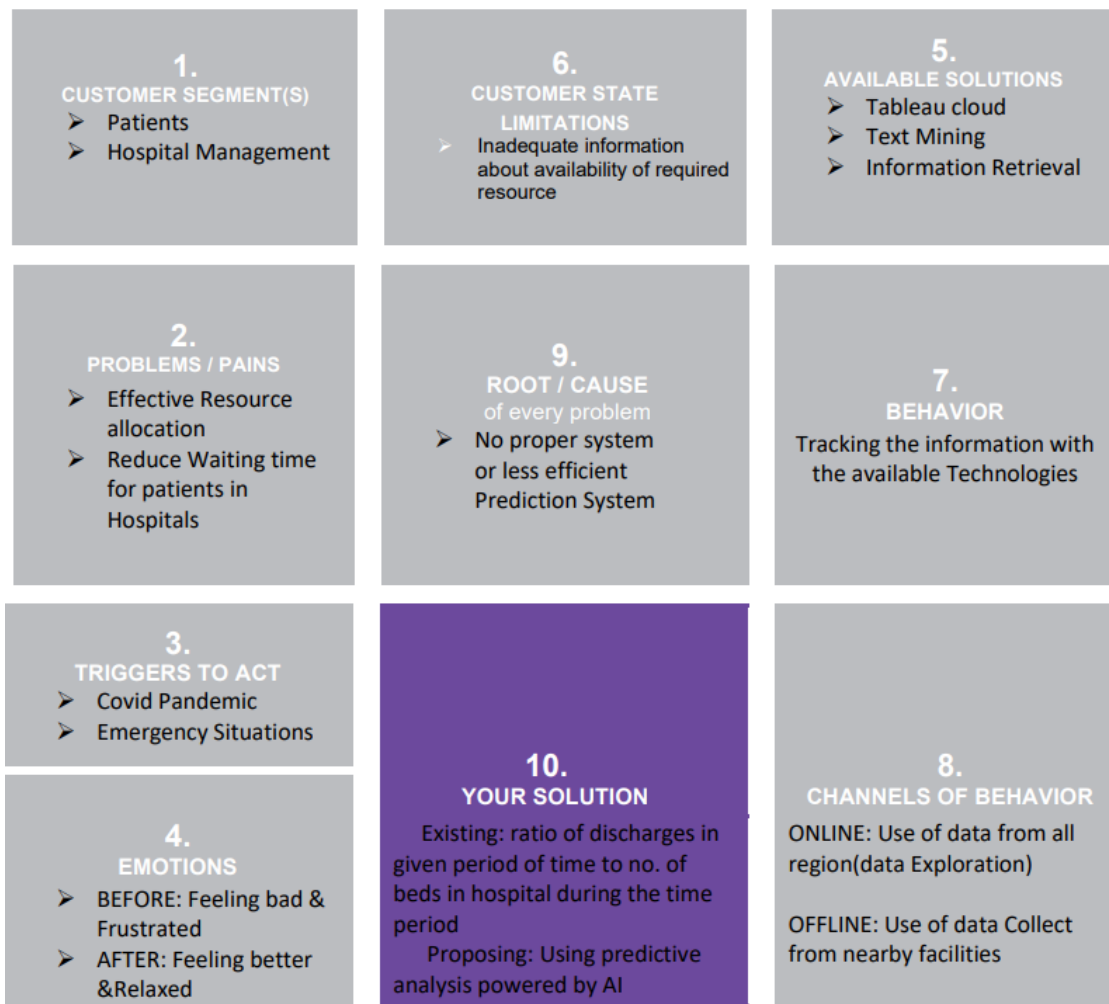 1.
CUSTOMER SEGMENT(S)
➢ Patients
➢ Hospital Management
6.
CUSTOMER STATE
LIMITATIONS
➢ Inadequate information
about availability of required
resource
5.
AVAILABLE SOLUTIONS
➢ Tableau cloud
➢ Text Mining
➢ Information Retrieval
2.
PROBLEMS / PAINS
➢ Effective Resource
allocation
➢ Reduce Waiting time
for patients in
Hospitals
9.
ROOT / CAUSE
of every problem
➢ No proper system
or less efficient
Prediction System
7.
BEHAVIOR
Tracking the information with
the available Technologies
3.
TRIGGERS TO ACT
➢ Covid Pandemic
➢ Emergency Situations
4.
EMOTIONS
➢ BEFORE: Feeling bad &
Frustrated
➢ AFTER: Feeling better
&Relaxed
10.
YOUR SOLUTION
Existing: ratio of discharges in
given period of time to no. of
beds in hospital during the time
period
Proposing: Using predictive
analysis powered by AI
8.
CHANNELS OF BEHAVIOR
ONLINE: Use of data from all
region(data Exploration)
OFFLINE: Use of data Collect
from nearby facilities